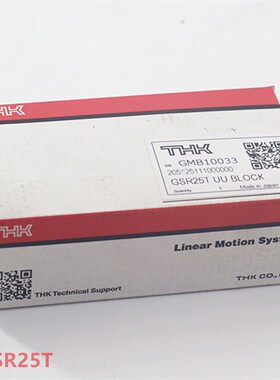 THK
THK
GMB10033
205125111000000
GSR25T UU BLOCK
Quantity 1 Made in Japan
THK
Linear Motion Sys
THK CO.,
THK Technical Support
SR25T